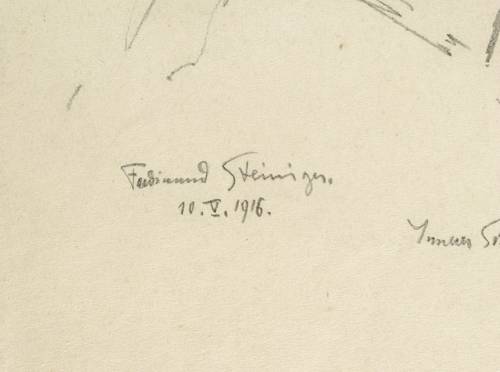 Ferdinand Steiniger.
10. V. 1916.